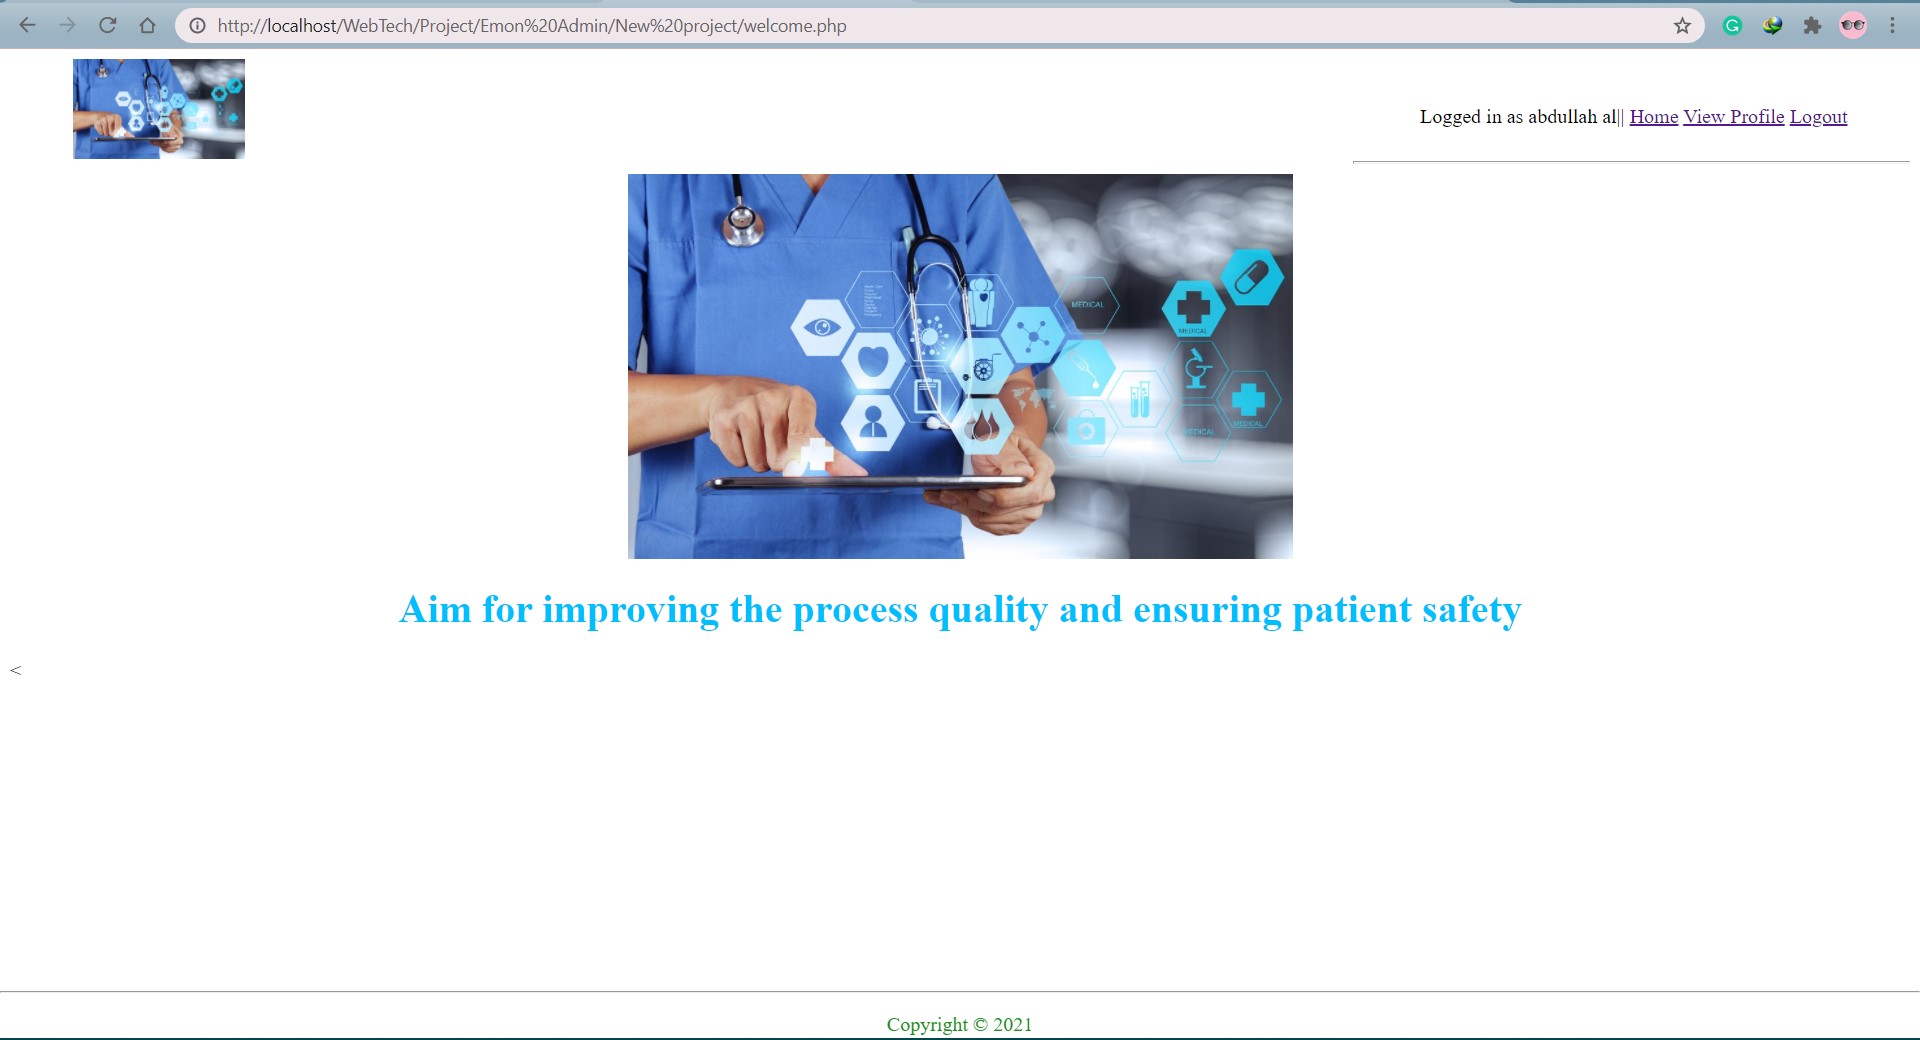 http://localhost/WebTech/Project/Emon%20Admin/New%20project/welcome.php
Logged in as abdullah al|| Home View Profile Logout
MEDICAL
MEDICAL
MEDICAL
MEDICAL
Aim for improving the process quality and ensuring patient safety
<
Copyright © 2021